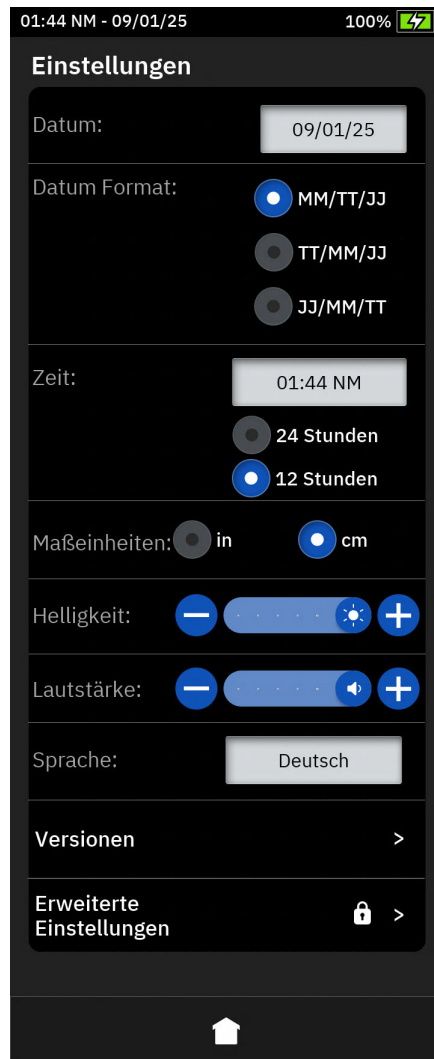 01:44 NM - 09/01/25 100%
Einstellungen
Datum: 09/01/25
Datum Format: MM/TT/JJ
TT/MM/JJ
JJ/MM/TT
Zeit: 01:44 NM
24 Stunden
12 Stunden
Maßeinheiten: in cm
Helligkeit:
Lautstärke:
Sprache: Deutsch
Versionen >
Erweiterte
Einstellungen >